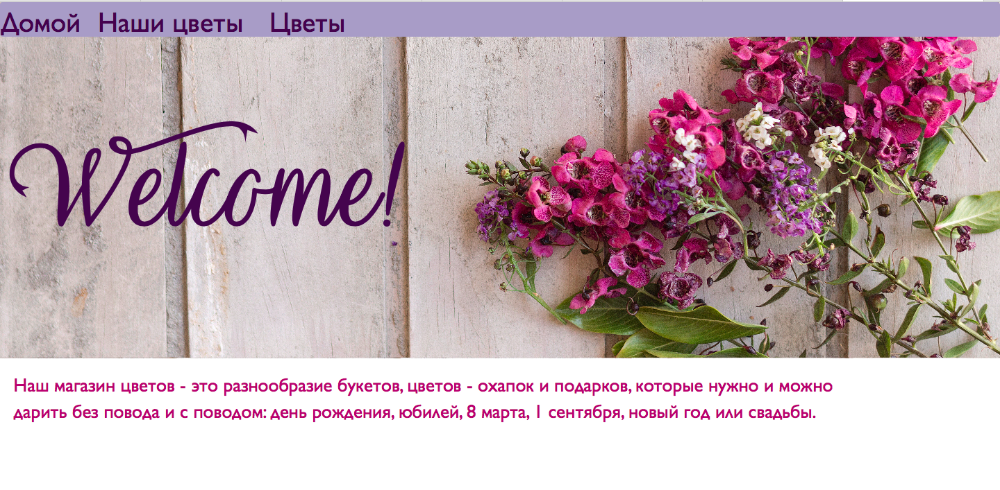 Домой Наши цветы Цветы
Welcome!
Наш магазин цветов - это разнообразие букетов, цветов - охапок и подарков, которые нужно и можно
дарить без повода и с поводом: день рождения, юбилей, 8 марта, 1 сентября, новый год или свадьбы.